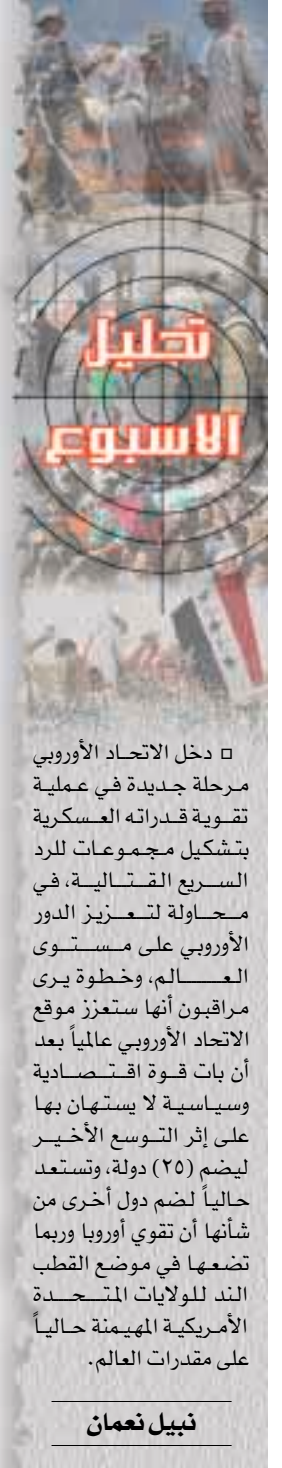 تحليل
الاسبوع
▫ دخل الاتحاد الأوروبي
مرحلة جديدة في عملية
تقوية قدراته العسكرية
بتشكيل مجموعات للرد
السريع القتالية، في
محاولة لتعزيز الدور
الأوروبي على مستوى
العالم، وخطوة يرى
مراقبون أنها ستعزز موقع
الاتحاد الأوروبي عالمياً بعد
أن بات قوة اقتصادية
وسياسية لا يستهان بها
على إثر التوسع الأخير
ليضم (٢٥) دولة، وتستعد
حالياً لضم دول أخرى من
شأنها أن تقوي أوروبا وربما
تضعها في موضع القطب
الند للولايات المتحدة
الأمريكية المهيمنة حالياً
على مقدرات العالم.
نبيل نعمان